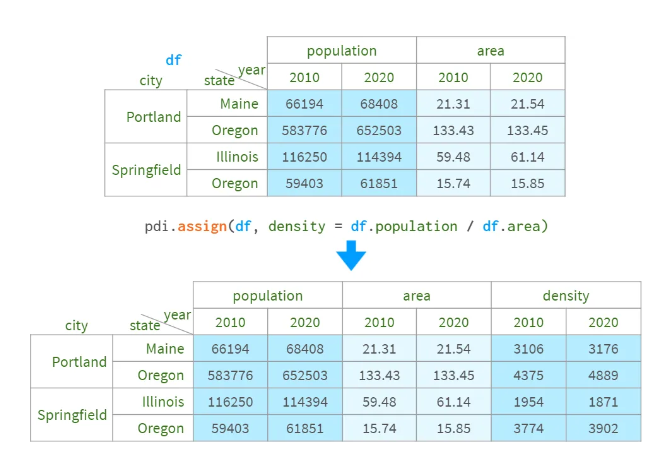 population area
df
year
city state 2010 2020 2010 2020
Portland Maine 66194 68408 21.31 21.54
Oregon 583776 652503 133.43 133.45
Springfield Illinois 116250 114394 59.48 61.14
Oregon 59403 61851 15.74 15.85
pdi.assign(df, density = df.population / df.area)
population area density
year
city state 2010 2020 2010 2020 2010 2020
Portland Maine 66194 68408 21.31 21.54 3106 3176
Oregon 583776 652503 133.43 133.45 4375 4889
Springfield Illinois 116250 114394 59.48 61.14 1954 1871
Oregon 59403 61851 15.74 15.85 3774 3902